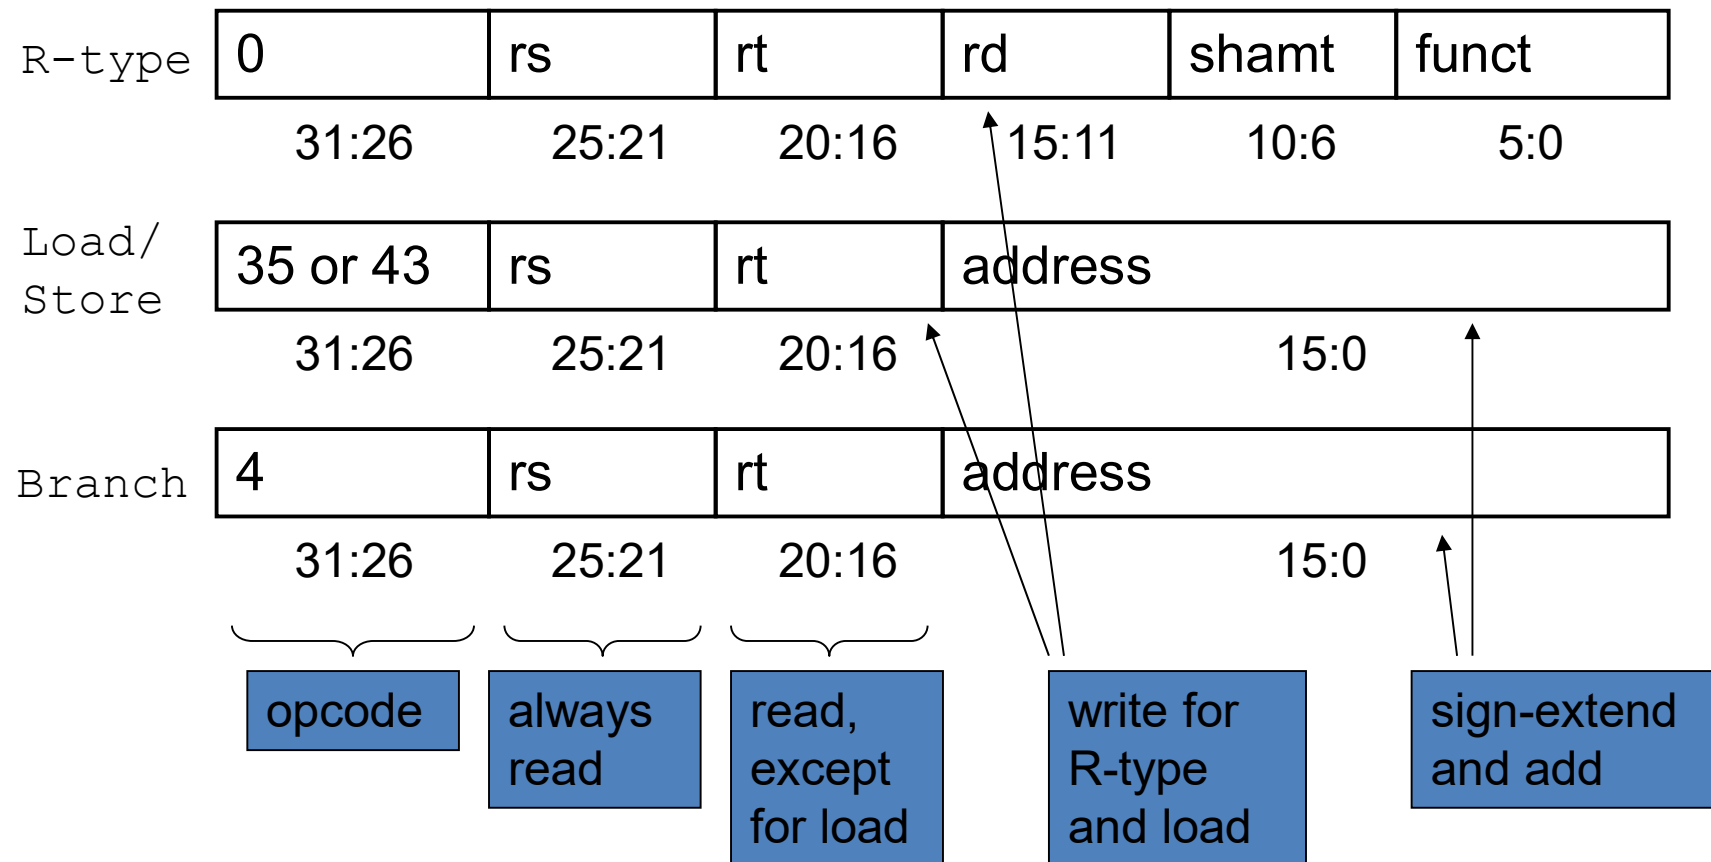 R-type 0 rs rt rd shamt funct
31:26 25:21 20:16 15:11 10:6 5:0
Load/
Store
35 or 43 rs rt address
31:26 25:21 20:16 15:0
Branch 4 rs rt address
31:26 25:21 20:16 15:0
opcode
always
read
read,
except
for load
write for
R-type
and load
sign-extend
and add